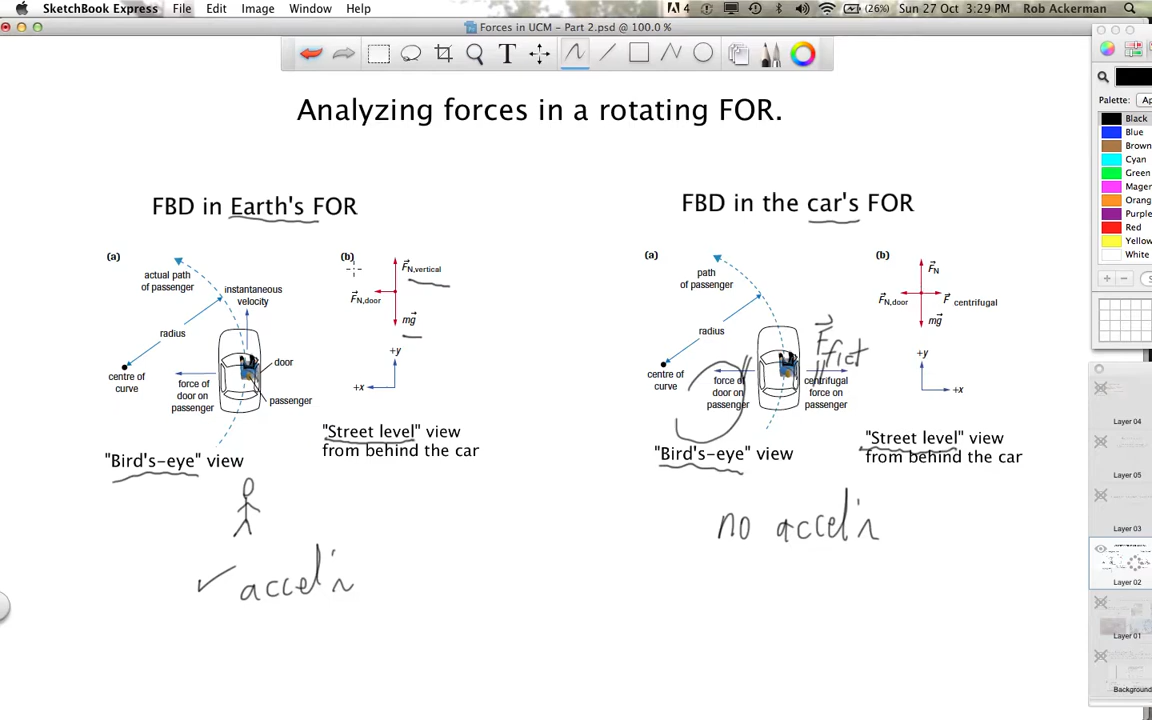 SketchBook Express File Edit Image Window Help
4 (26%) Sun 27 Oct 3:29 PM Rob Ackerman
Forces in UCM - Part 2.psd @ 100.0 %
T
Analyzing forces in a rotating FOR.
FBD in Earth's FOR
(a)
actual path
of passenger
instantaneous
velocity
radius
centre of
curve
door
force of
door on
passenger
passenger
"Bird's-eye" view
✓ accel'n
(b)
F⃗N,vertical
F⃗N,door
mg⃗
+y
+x
"Street level" view
from behind the car
FBD in the car's FOR
(a)
path
of passenger
radius
F⃗fict
centre of
curve
force of
door on
passenger
centrifugal
force on
passenger
"Bird's-eye" view
no accel'n
(b)
F⃗N
F⃗N,door
F⃗ centrifugal
mg⃗
+y
+x
"Street level" view
from behind the car
Palette:
Black
Blue
Brown
Cyan
Green
Magen
Orang
Purple
Red
Yellow
White
Layer 04
Layer 05
Layer 03
Layer 02
Layer 01
Background